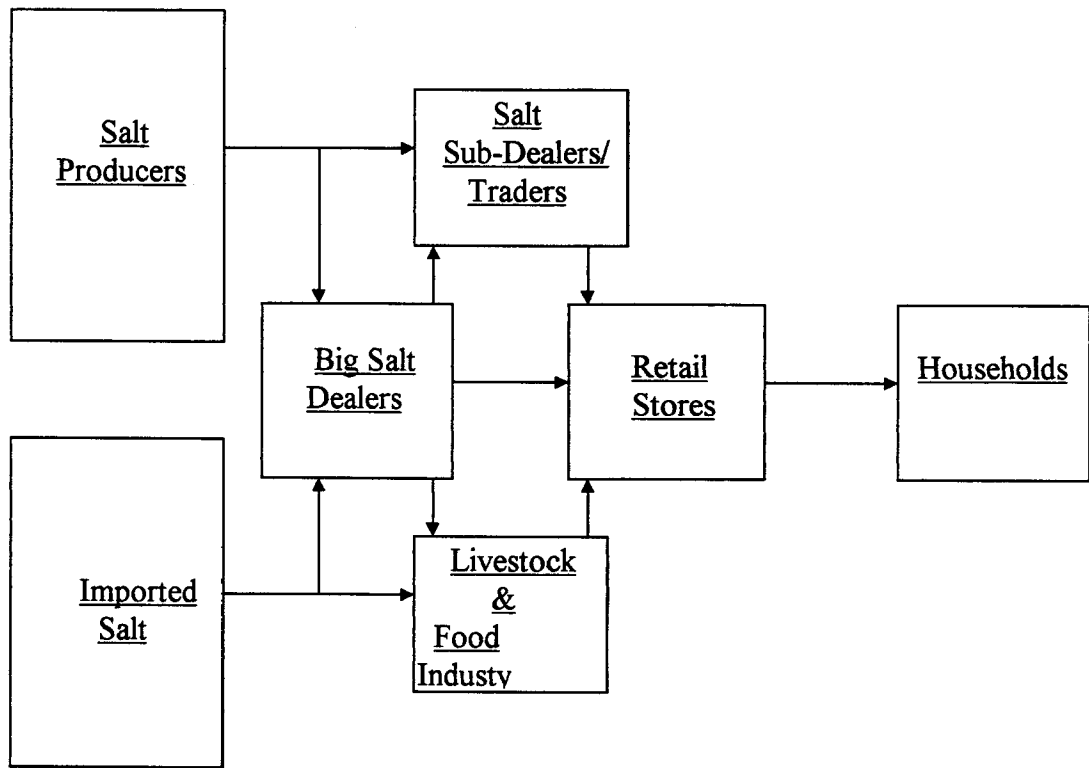 Salt
Producers
Salt
Sub-Dealers/
Traders
Big Salt
Dealers
Retail
Stores
Households
Imported
Salt
Livestock
&
Food
Industy